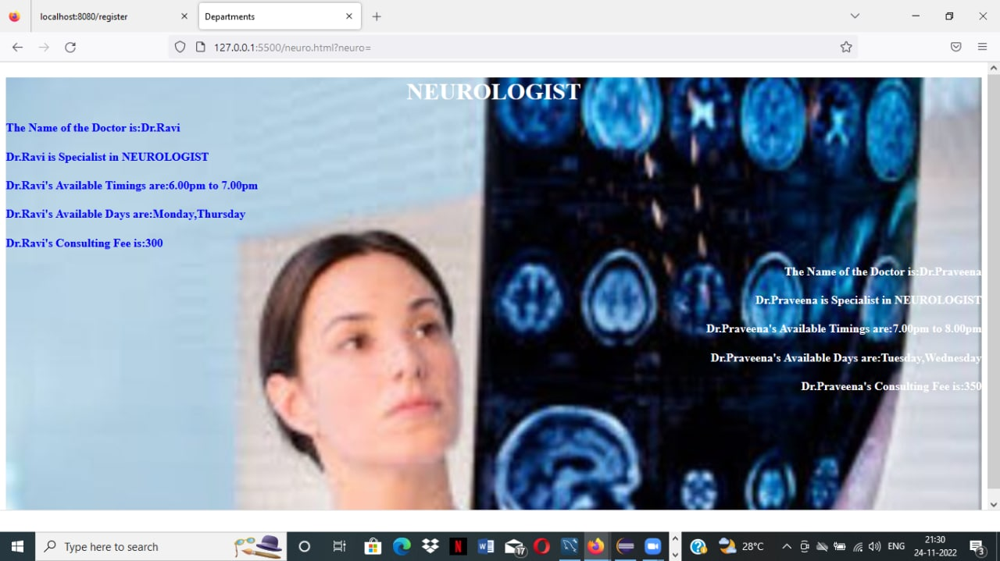 localhost:8080/register
Departments
127.0.0.1:5500/neuro.html?neuro=
NEUROLOGIST
The Name of the Doctor is:Dr.Ravi
Dr.Ravi is Specialist in NEUROLOGIST
Dr.Ravi's Available Timings are:6.00pm to 7.00pm
Dr.Ravi's Available Days are:Monday,Thursday
Dr.Ravi's Consulting Fee is:300
The Name of the Doctor is:Dr.Praveena
Dr.Praveena is Specialist in NEUROLOGIST
Dr.Praveena's Available Timings are:7.00pm to 8.00pm
Dr.Praveena's Available Days are:Tuesday,Wednesday
Dr.Praveena's Consulting Fee is:350
Type here to search
17
28°C
ENG
21:30
24-11-2022
3